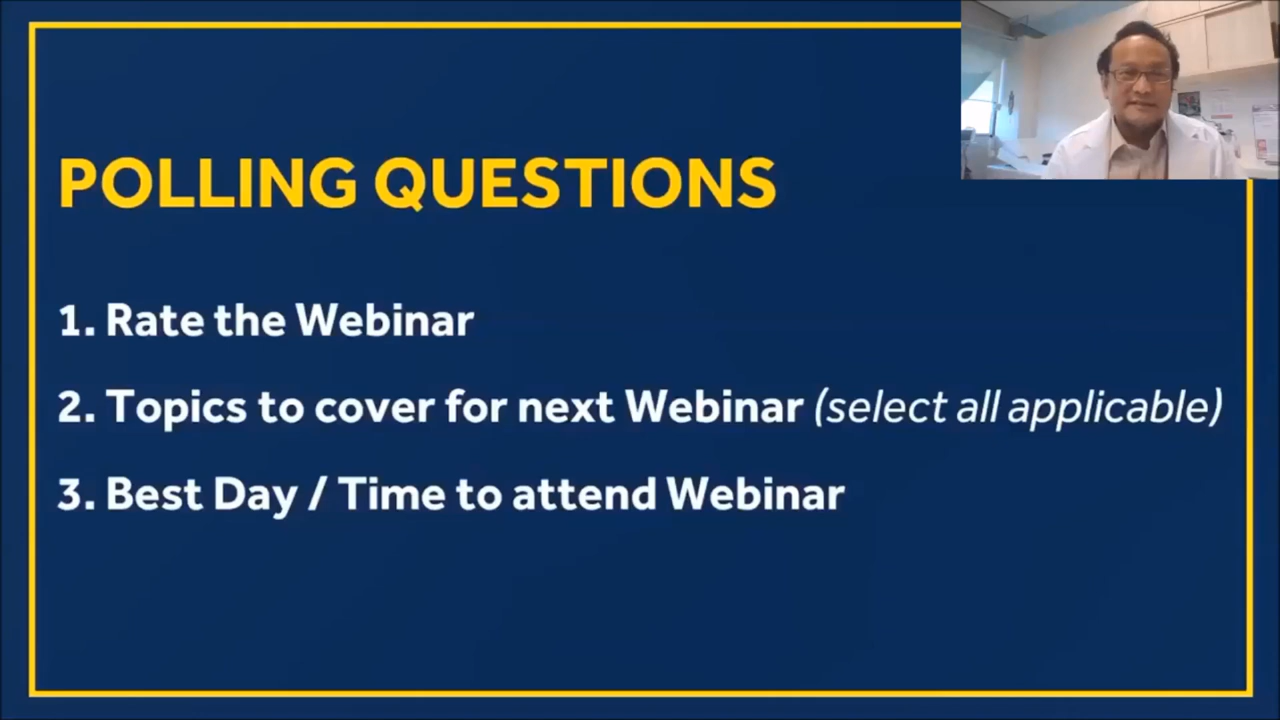 POLLING QUESTIONS
1. Rate the Webinar
2. Topics to cover for next Webinar (select all applicable)
3. Best Day / Time to attend Webinar